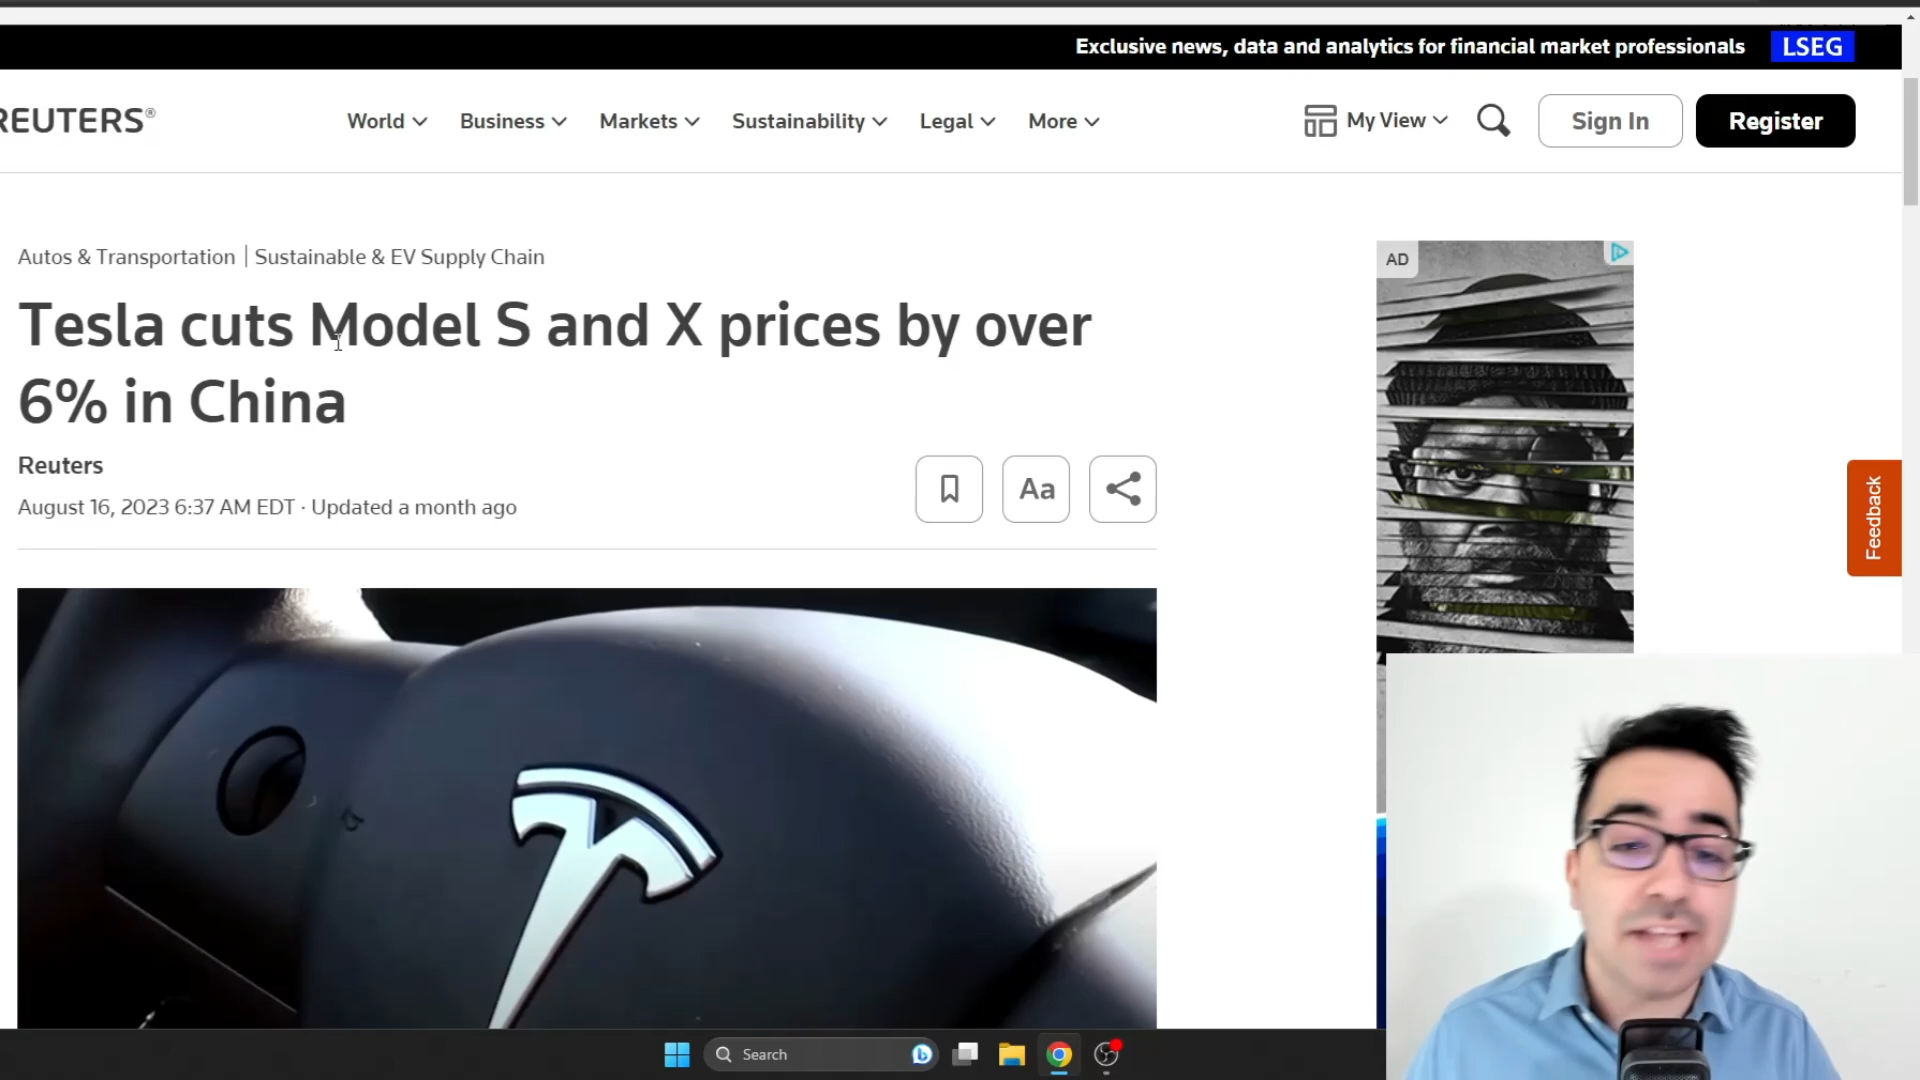 Exclusive news, data and analytics for financial market professionals LSEG
REUTERS®
World Business Markets Sustainability Legal More
My View Sign In Register
Autos & Transportation | Sustainable & EV Supply Chain
Tesla cuts Model S and X prices by over
6% in China
Reuters
August 16, 2023 6:37 AM EDT · Updated a month ago
Aa
AD
Feedback
Search